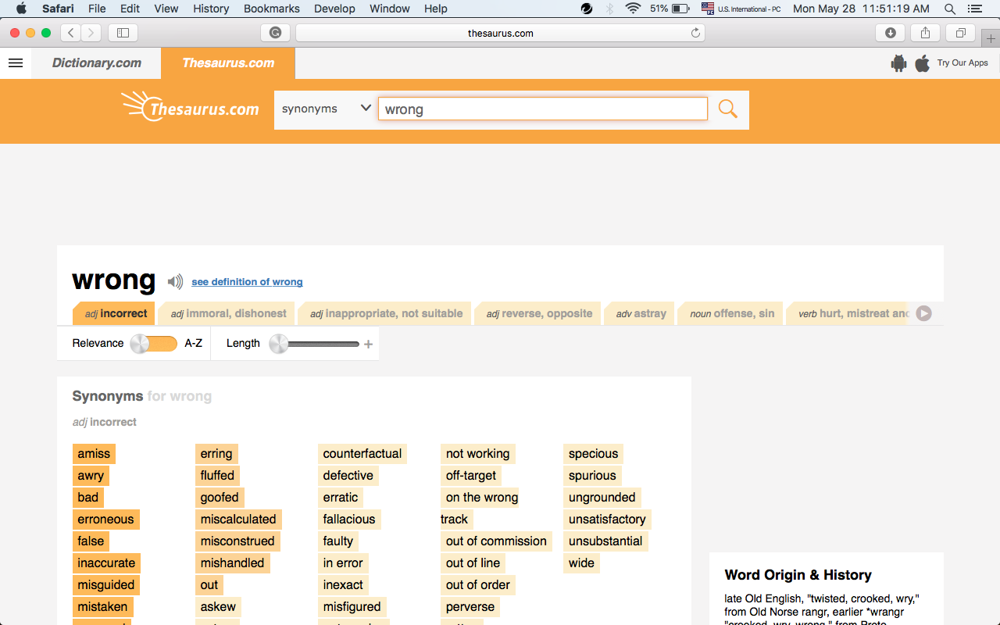 Safari File Edit View History Bookmarks Develop Window Help 51% U.S. International - PC Mon May 28 11:51:19 AM
thesaurus.com
Dictionary.com Thesaurus.com Try Our Apps
Thesaurus.com synonyms wrong
wrong see definition of wrong
adj incorrect adj immoral, dishonest adj inappropriate, not suitable adj reverse, opposite adv astray noun offense, sin verb hurt, mistreat
Relevance A-Z Length +
Synonyms for wrong
adj incorrect
amiss
awry
bad
erroneous
false
inaccurate
misguided
mistaken
erring
fluffed
goofed
miscalculated
misconstrued
mishandled
out
askew
counterfactual
defective
erratic
fallacious
faulty
in error
inexact
misfigured
not working
off-target
on the wrong
track
out of commission
out of line
out of order
perverse
specious
spurious
ungrounded
unsatisfactory
unsubstantial
wide
Word Origin & History
late Old English, "twisted, crooked, wry,"
from Old Norse rangr, earlier *wrangr
"crooked, wry, wrong," from Proto